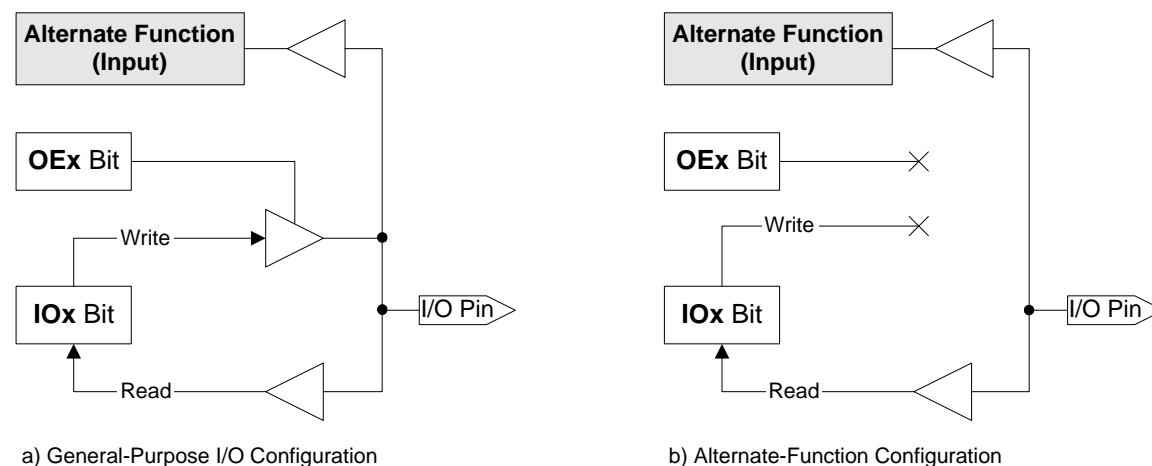 Alternate Function
(Input)
OEx Bit
Write
IOx Bit
I/O Pin
Read
a) General-Purpose I/O Configuration
Alternate Function
(Input)
OEx Bit
Write
IOx Bit
I/O Pin
Read
b) Alternate-Function Configuration